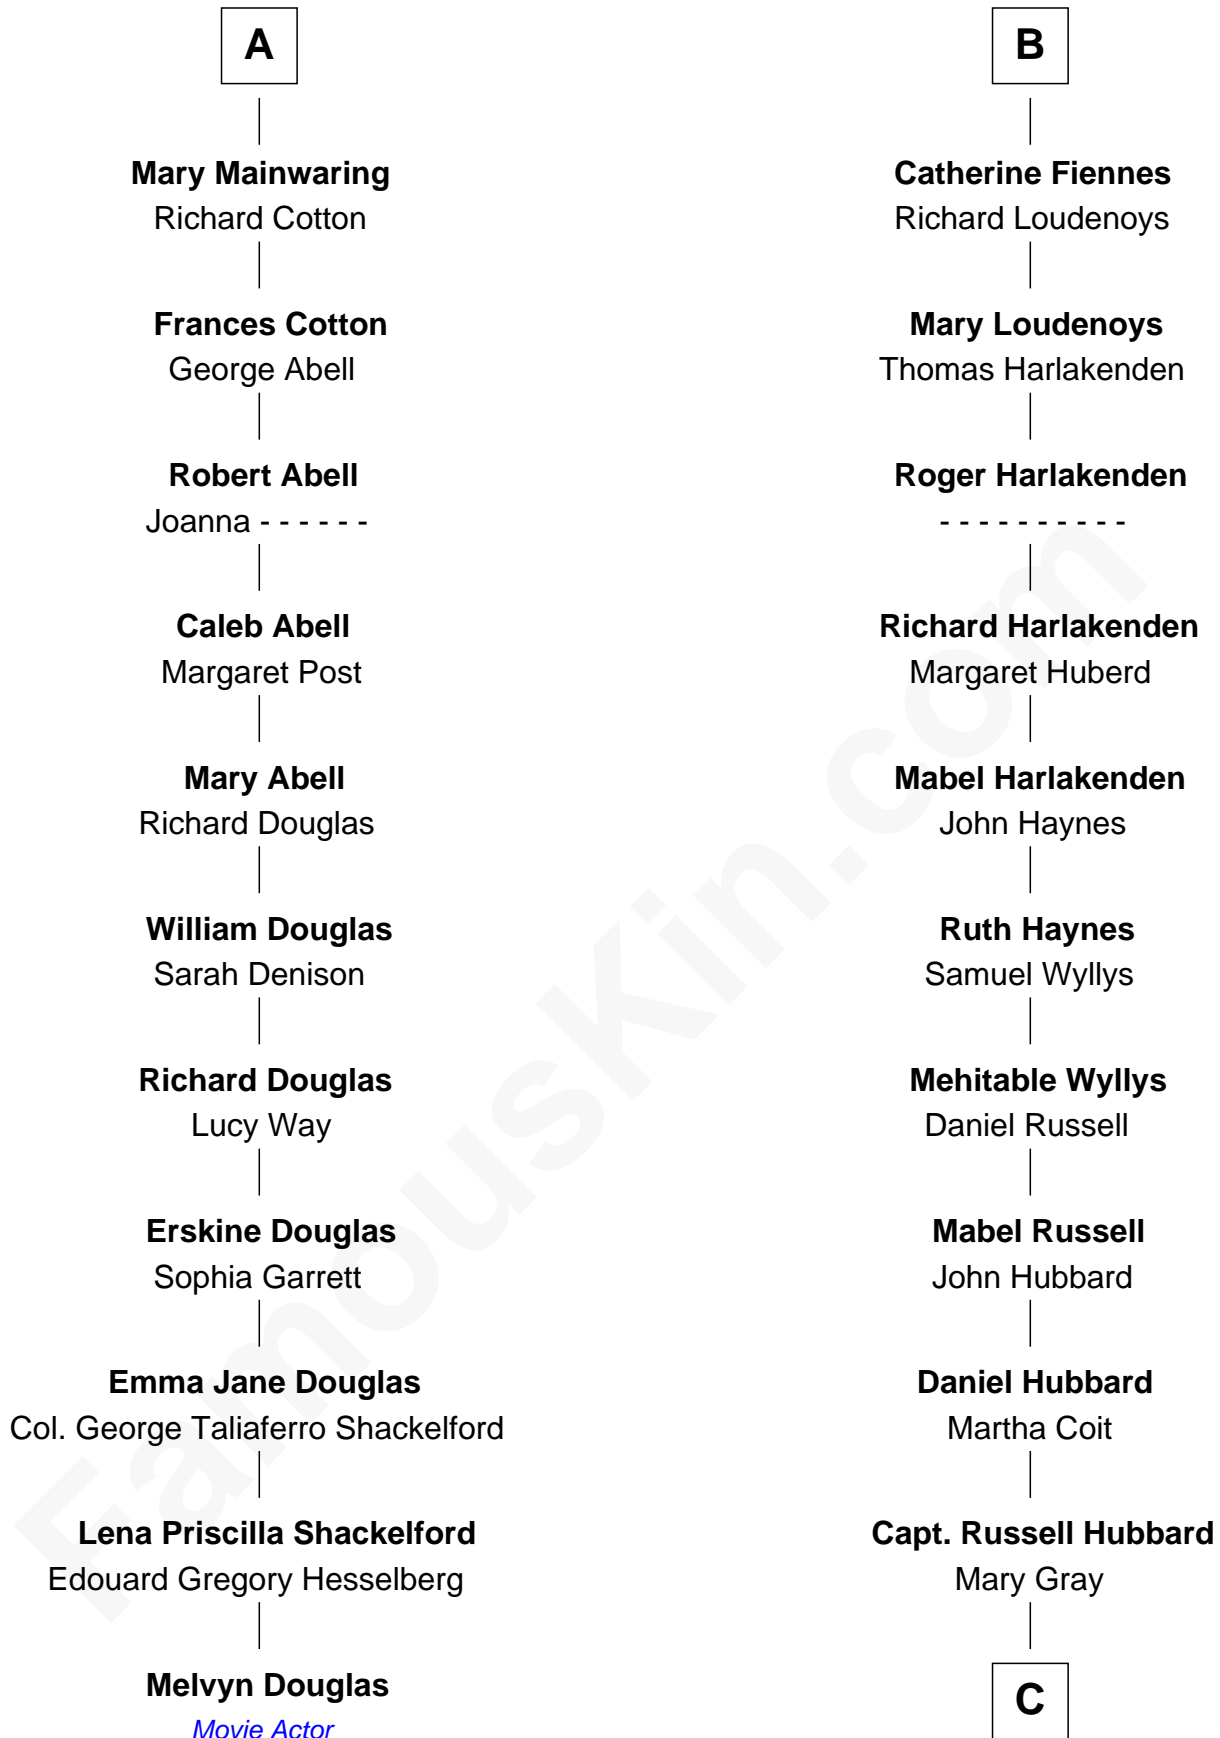 A
Mary Mainwaring
Richard Cotton
Frances Cotton
George Abell
Robert Abell
Joanna - - - - - -
Caleb Abell
Margaret Post
Mary Abell
Richard Douglas
William Douglas
Sarah Denison
Richard Douglas
Lucy Way
Erskine Douglas
Sophia Garrett
Emma Jane Douglas
Col. George Taliaferro Shackelford
Lena Priscilla Shackelford
Edouard Gregory Hesselberg
Melvyn Douglas
Movie Actor
B
Catherine Fiennes
Richard Loudenoys
Mary Loudenoys
Thomas Harlakenden
Roger Harlakenden
- - - - - - - - - -
Richard Harlakenden
Margaret Huberd
Mabel Harlakenden
John Haynes
Ruth Haynes
Samuel Wyllys
Mehitable Wyllys
Daniel Russell
Mabel Russell
John Hubbard
Daniel Hubbard
Martha Coit
Capt. Russell Hubbard
Mary Gray
C
FamousKin.com